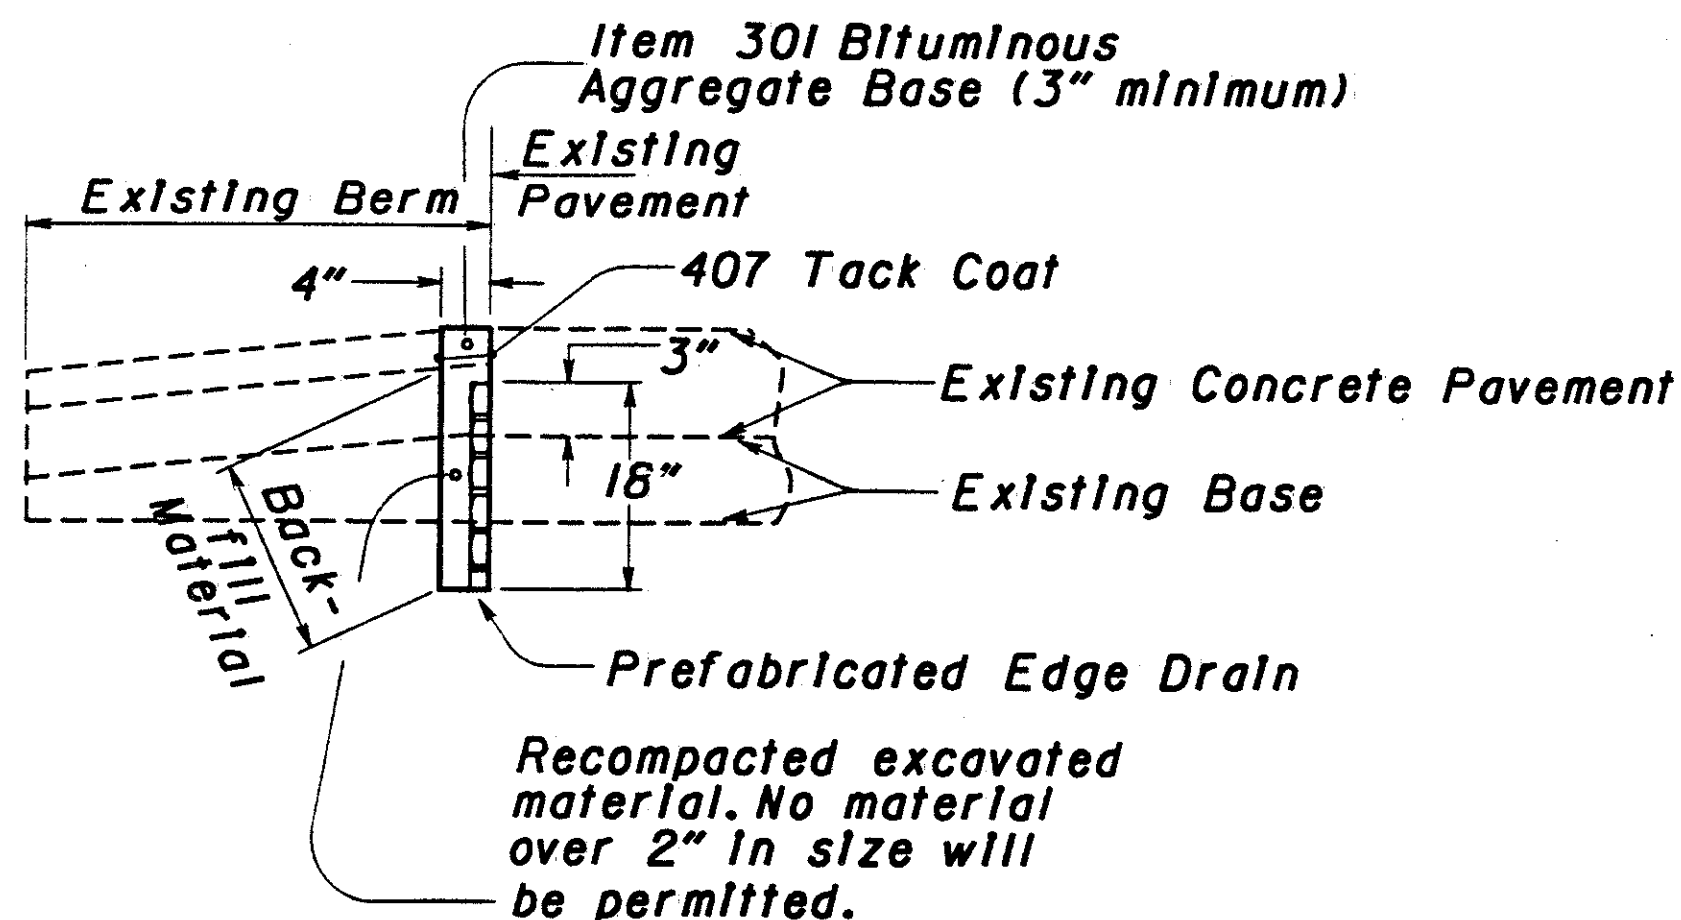 Item 301 Bituminous
Aggregate Base (3" minimum)
Existing
Pavement
Existing Berm
4"
407 Tack Coat
3"
Existing Concrete Pavement
18"
Existing Base
Back-
fill
Material
Prefabricated Edge Drain
Recompacted excavated
material. No material
over 2" in size will
be permitted.